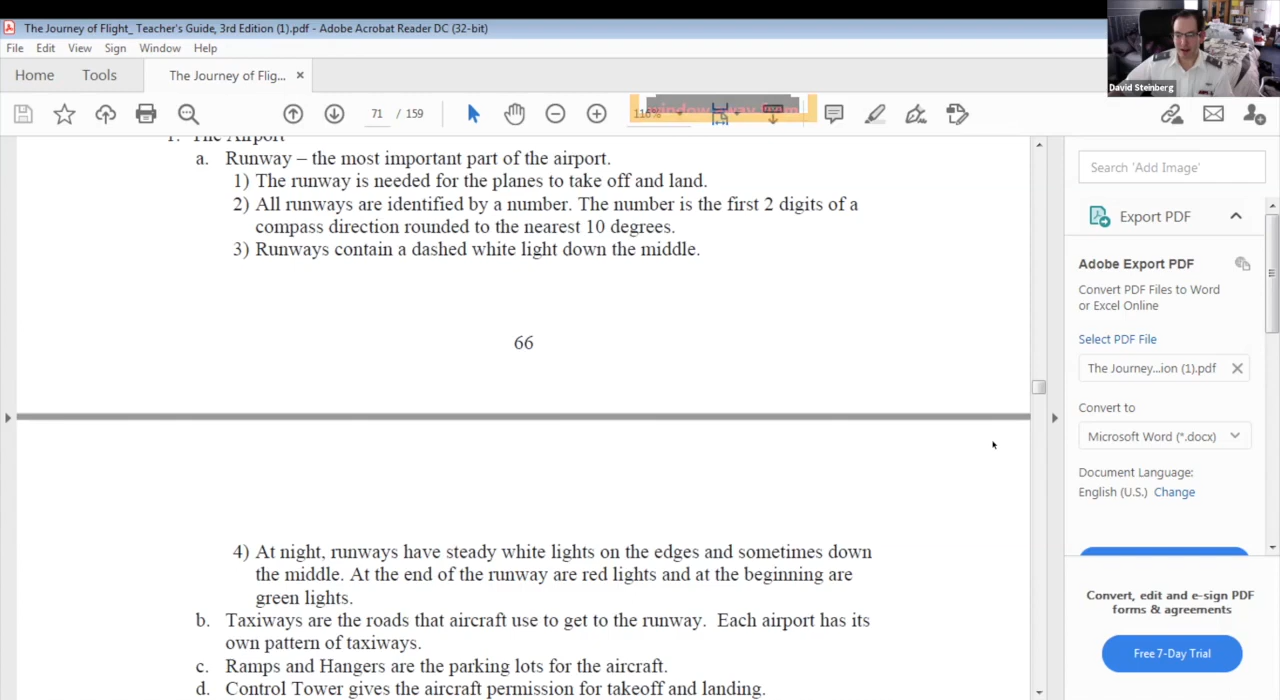 The Journey of Flight_ Teacher's Guide, 3rd Edition (1).pdf - Adobe Acrobat Reader DC (32-bit)
File Edit View Sign Window Help
Home Tools The Journey of Flig... ×
71 / 159 116%
David Steinberg
1. The Airport
a. Runway – the most important part of the airport.
1) The runway is needed for the planes to take off and land.
2) All runways are identified by a number. The number is the first 2 digits of a
compass direction rounded to the nearest 10 degrees.
3) Runways contain a dashed white light down the middle.
66
4) At night, runways have steady white lights on the edges and sometimes down
the middle. At the end of the runway are red lights and at the beginning are
green lights.
b. Taxiways are the roads that aircraft use to get to the runway. Each airport has its
own pattern of taxiways.
c. Ramps and Hangers are the parking lots for the aircraft.
d. Control Tower gives the aircraft permission for takeoff and landing.
Search 'Add Image'
Export PDF
Adobe Export PDF
Convert PDF Files to Word
or Excel Online
Select PDF File
The Journey...ion (1).pdf ×
Convert to
Microsoft Word (*.docx)
Document Language:
English (U.S.) Change
Convert, edit and e-sign PDF
forms & agreements
Free 7-Day Trial